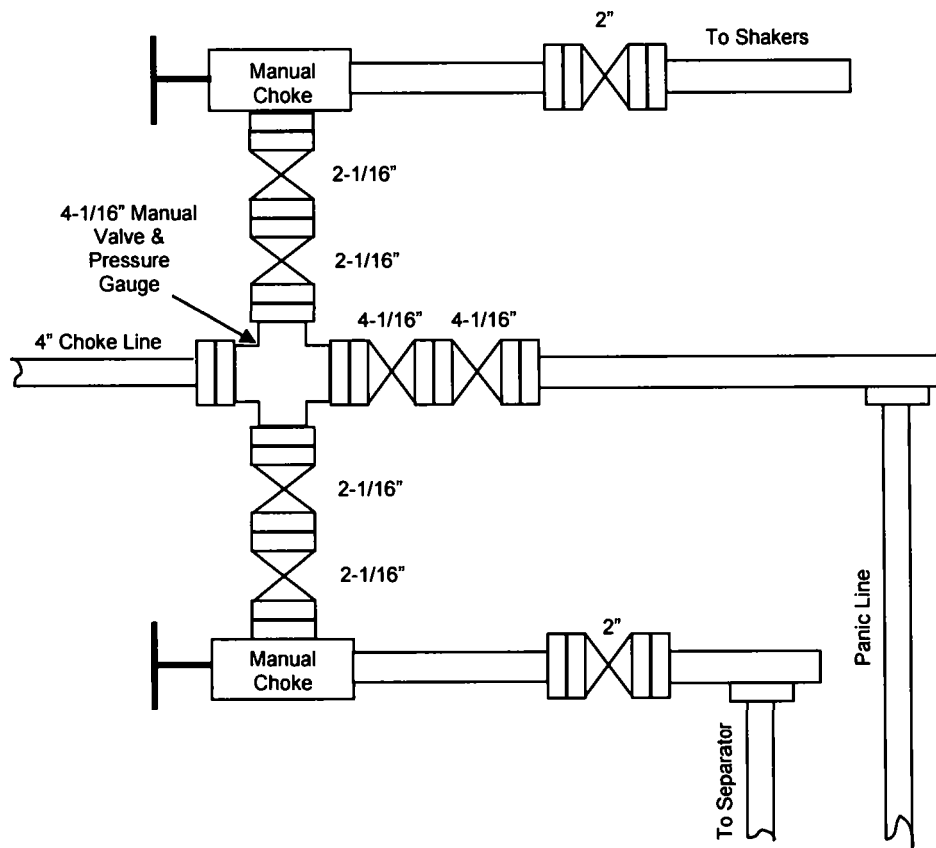 2”
To Shakers
Manual
Choke
2-1/16”
4-1/16” Manual
Valve &
Pressure
Gauge
2-1/16”
4-1/16”
4-1/16”
4” Choke Line
2-1/16”
2-1/16”
Manual
Choke
2”
Panic Line
To Separator